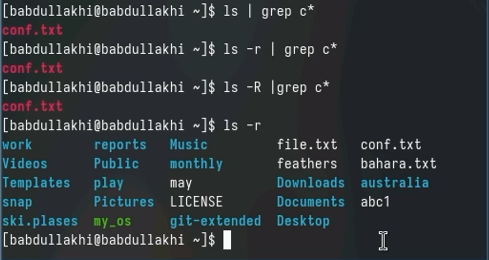 [babdullakhi@babdullakhi ~]$ ls | grep c*
conf.txt
[babdullakhi@babdullakhi ~]$ ls -r | grep c*
conf.txt
[babdullakhi@babdullakhi ~]$ ls -R |grep c*
conf.txt
[babdullakhi@babdullakhi ~]$ ls -r
work reports Music file.txt conf.txt
Videos Public monthly feathers bahara.txt
Templates play may Downloads australia
snap Pictures LICENSE Documents abc1
ski.plases my_os git-extended Desktop
[babdullakhi@babdullakhi ~]$